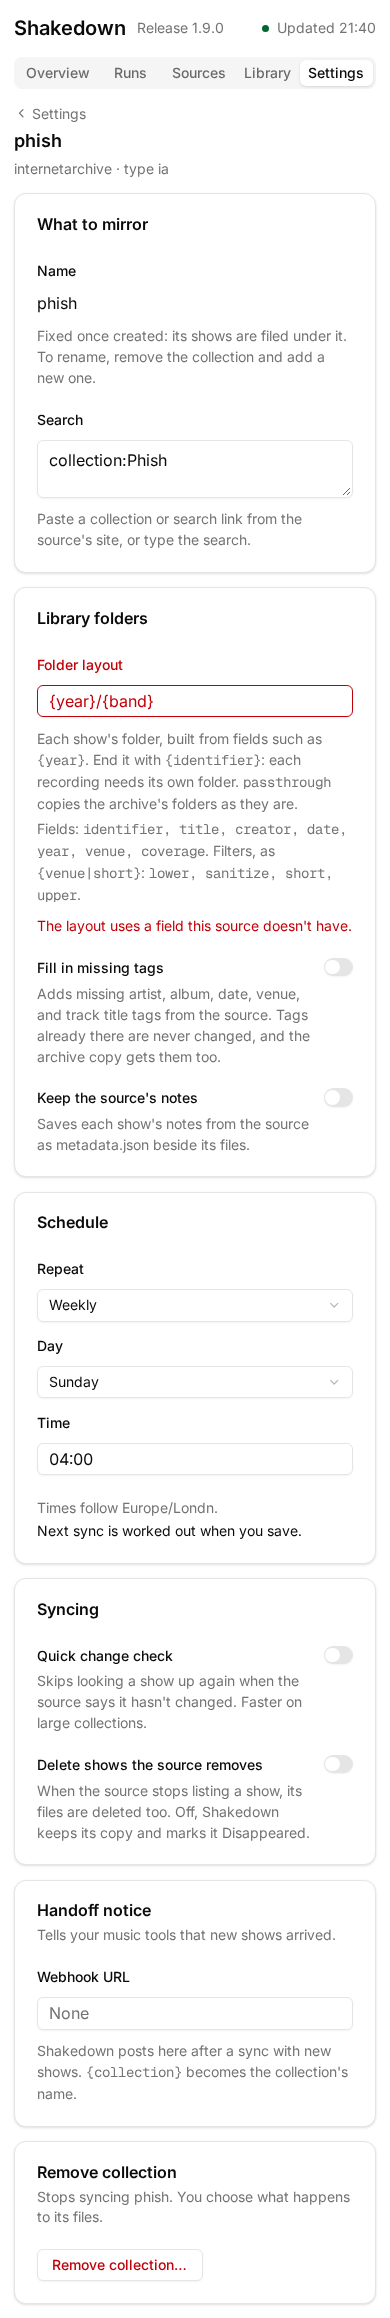 Shakedown Release 1.9.0 Updated 21:40
Overview Runs Sources Library Settings
Settings
phish
internetarchive · type ia
What to mirror
Name
phish
Fixed once created: its shows are filed under it.
To rename, remove the collection and add a
new one.
Search
collection:Phish
Paste a collection or search link from the
source's site, or type the search.
Library folders
Folder layout
{year}/{band}
Each show's folder, built from fields such as
{year}. End it with {identifier}: each
recording needs its own folder. passthrough
copies the archive's folders as they are.
Fields: identifier, title, creator, date,
year, venue, coverage. Filters, as
{venue|short}: lower, sanitize, short,
upper.
The layout uses a field this source doesn't have.
Fill in missing tags
Adds missing artist, album, date, venue,
and track title tags from the source. Tags
already there are never changed, and the
archive copy gets them too.
Keep the source's notes
Saves each show's notes from the source
as metadata.json beside its files.
Schedule
Repeat
Weekly
Day
Sunday
Time
04:00
Times follow Europe/Londn.
Next sync is worked out when you save.
Syncing
Quick change check
Skips looking a show up again when the
source says it hasn't changed. Faster on
large collections.
Delete shows the source removes
When the source stops listing a show, its
files are deleted too. Off, Shakedown
keeps its copy and marks it Disappeared.
Handoff notice
Tells your music tools that new shows arrived.
Webhook URL
None
Shakedown posts here after a sync with new
shows. {collection} becomes the collection's
name.
Remove collection
Stops syncing phish. You choose what happens
to its files.
Remove collection...